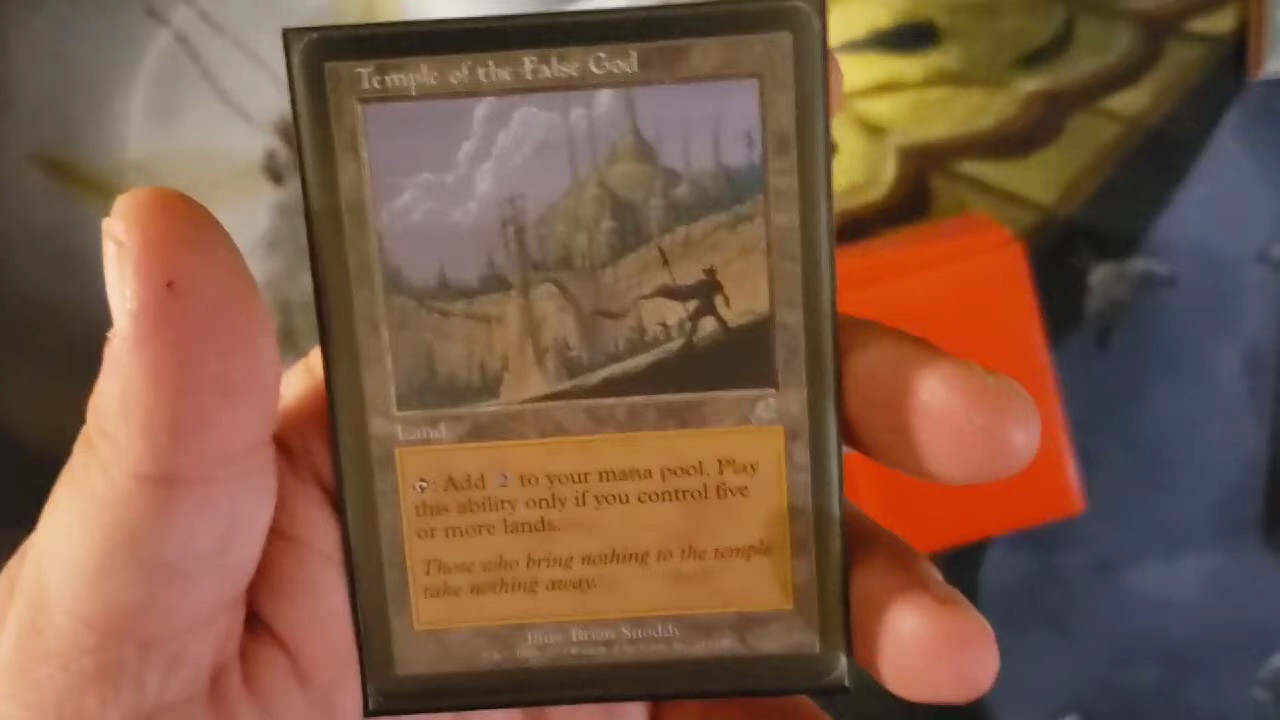 Temple of the False God
Land
: Add 2 to your mana pool. Play
this ability only if you control five
or more lands.
Those who bring nothing to the temple
take nothing away.
Illus. Brian Snoddy